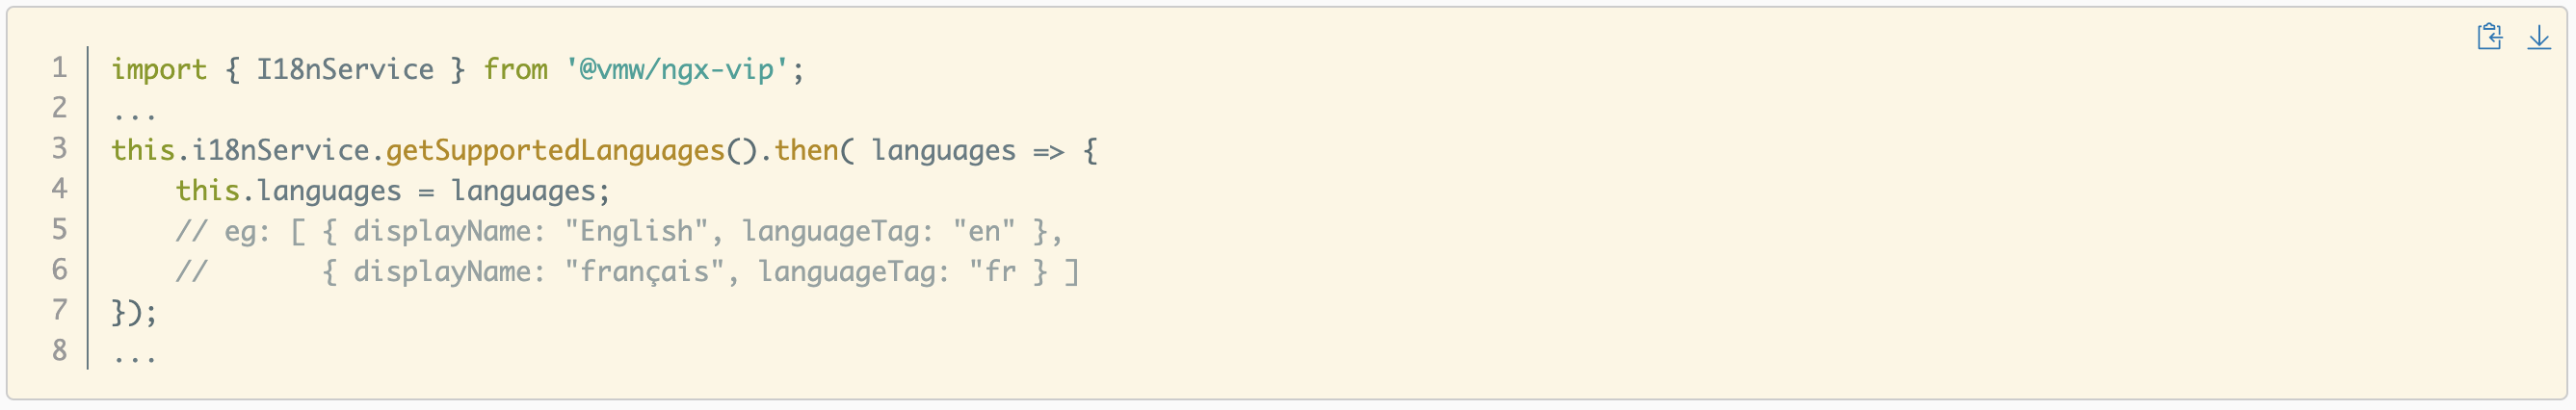 1 import { I18nService } from '@vmw/ngx-vip';
2 ...
3 this.i18nService.getSupportedLanguages().then( languages => {
4     this.languages = languages;
5     // eg: [ { displayName: "English", languageTag: "en" },
6     //       { displayName: "français", languageTag: "fr } ]
7 });
8 ...